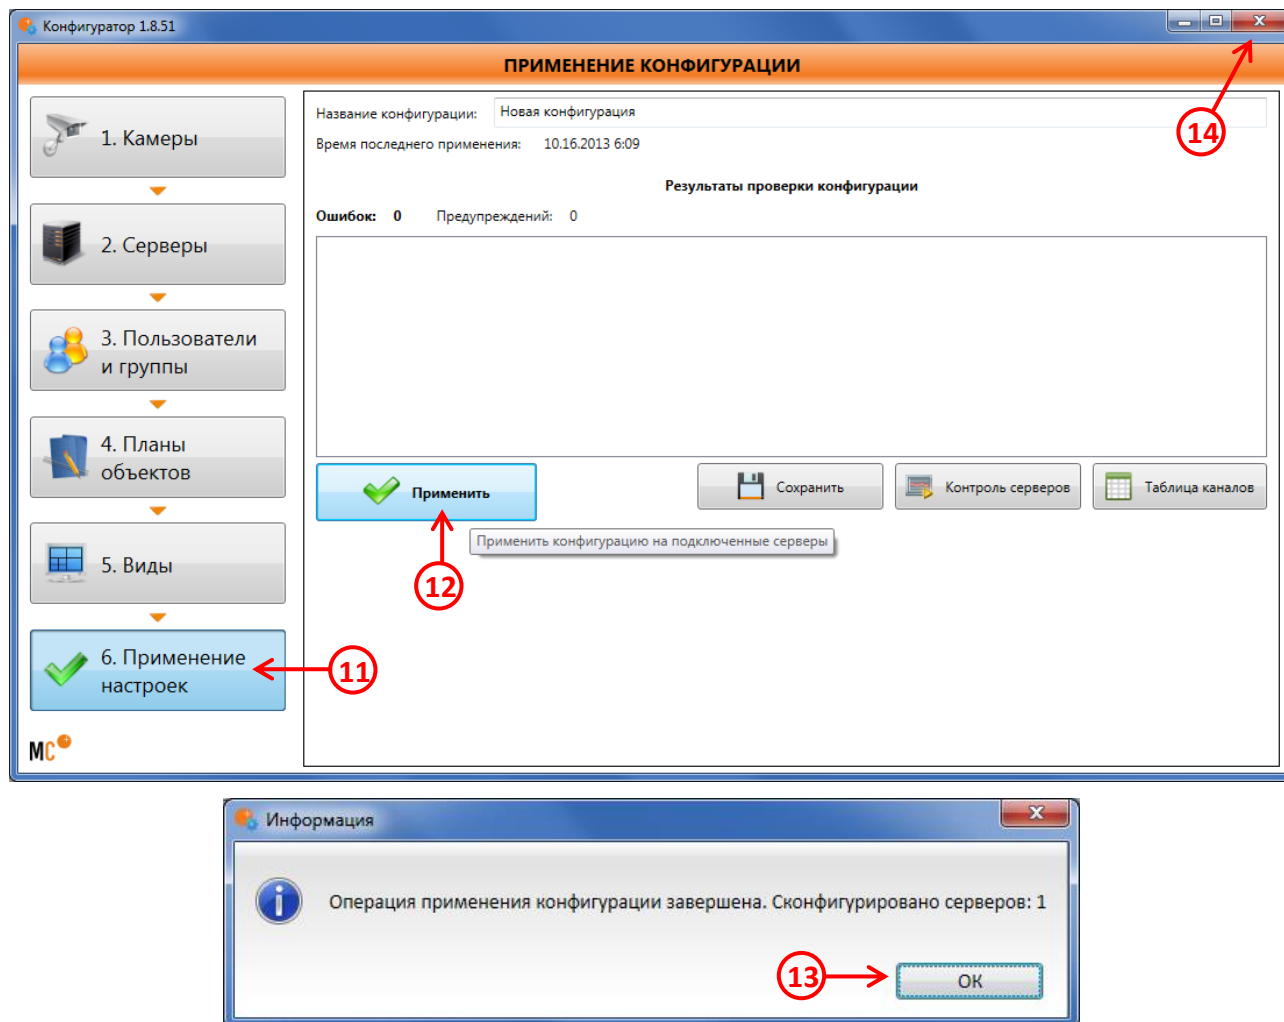 Конфигуратор 1.8.51
ПРИМЕНЕНИЕ КОНФИГУРАЦИИ
1. Камеры
2. Серверы
3. Пользователи
и группы
4. Планы
объектов
5. Виды
6. Применение
настроек
МС
Название конфигурации: Новая конфигурация
Время последнего применения: 10.16.2013 6:09
Результаты проверки конфигурации
Ошибок: 0 Предупреждений: 0
Применить Сохранить Контроль серверов Таблица каналов
Применить конфигурацию на подключенные серверы
14
12
11
Информация
Операция применения конфигурации завершена. Сконфигурировано серверов: 1
13
ОК